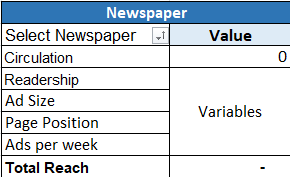 Newspaper
Select Newspaper Value
Circulation 0
Readership
Ad Size
Variables
Page Position
Ads per week
Total Reach -